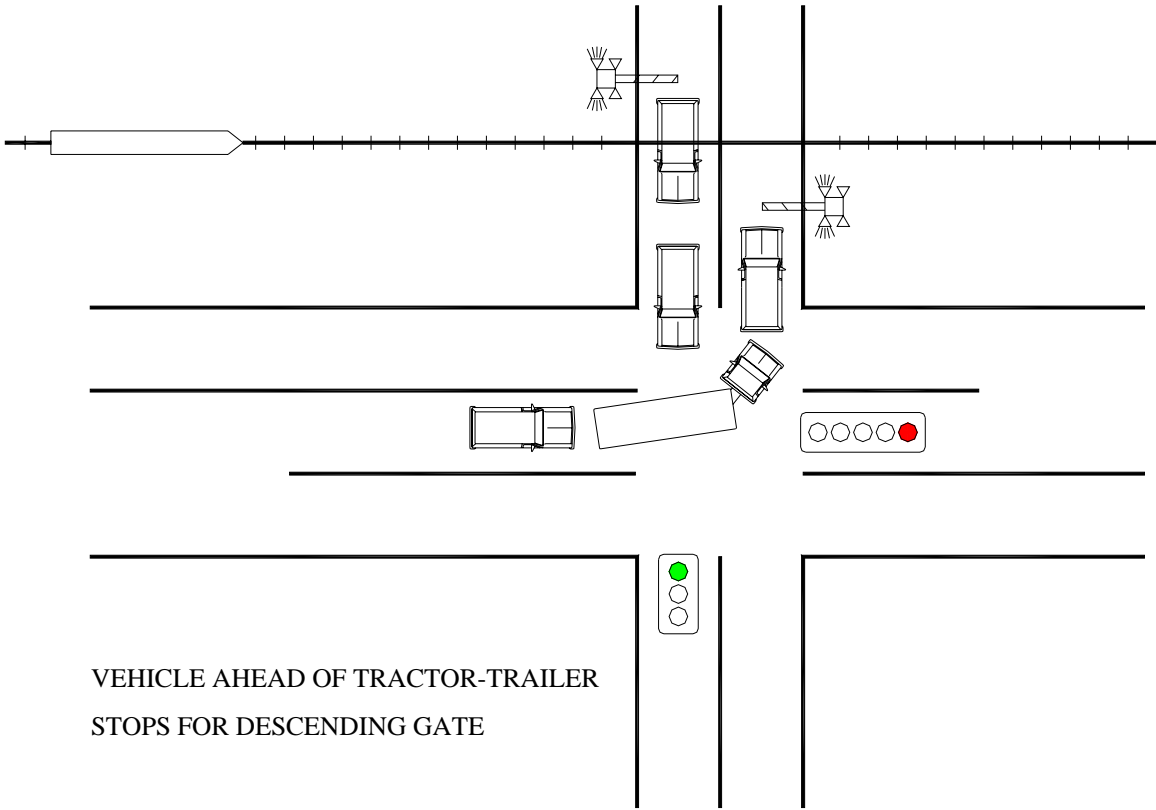 VEHICLE AHEAD OF TRACTOR-TRAILER
STOPS FOR DESCENDING GATE